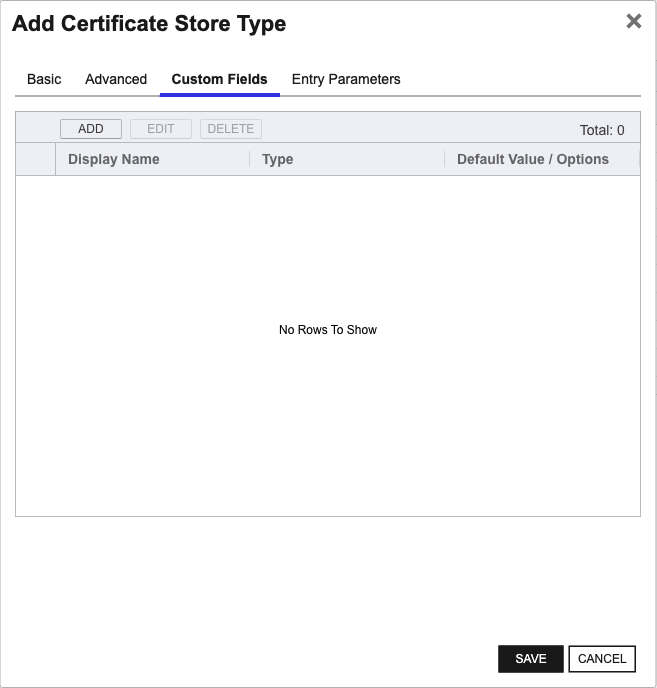 Add Certificate Store Type
Basic Advanced Custom Fields Entry Parameters
ADD EDIT DELETE Total: 0
Display Name Type Default Value / Options
No Rows To Show
SAVE CANCEL